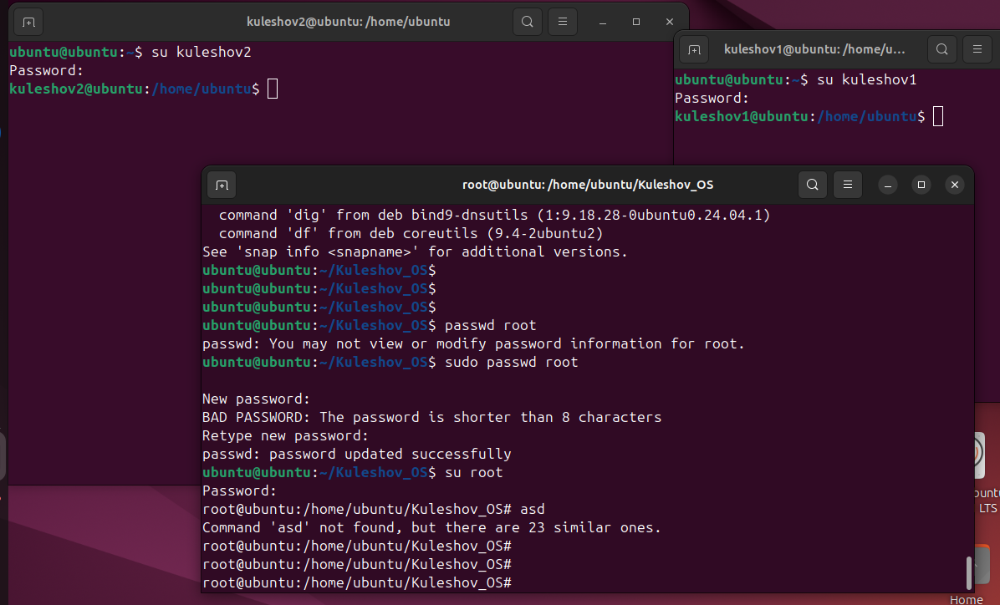 kuleshov2@ubuntu: /home/ubuntu
ubuntu@ubuntu:~$ su kuleshov2
Password:
kuleshov2@ubuntu:/home/ubuntu$
kuleshov1@ubuntu: /home/u...
ubuntu@ubuntu:~$ su kuleshov1
Password:
kuleshov1@ubuntu:/home/ubuntu$
root@ubuntu: /home/ubuntu/Kuleshov_OS
command 'dig' from deb bind9-dnsutils (1:9.18.28-0ubuntu0.24.04.1)
command 'df' from deb coreutils (9.4-2ubuntu2)
See 'snap info <snapname>' for additional versions.
ubuntu@ubuntu:~/Kuleshov_OS$
ubuntu@ubuntu:~/Kuleshov_OS$
ubuntu@ubuntu:~/Kuleshov_OS$
ubuntu@ubuntu:~/Kuleshov_OS$ passwd root
passwd: You may not view or modify password information for root.
ubuntu@ubuntu:~/Kuleshov_OS$ sudo passwd root
New password:
BAD PASSWORD: The password is shorter than 8 characters
Retype new password:
passwd: password updated successfully
ubuntu@ubuntu:~/Kuleshov_OS$ su root
Password:
root@ubuntu:/home/ubuntu/Kuleshov_OS# asd
Command 'asd' not found, but there are 23 similar ones.
root@ubuntu:/home/ubuntu/Kuleshov_OS#
root@ubuntu:/home/ubuntu/Kuleshov_OS#
root@ubuntu:/home/ubuntu/Kuleshov_OS#
LTS
Home